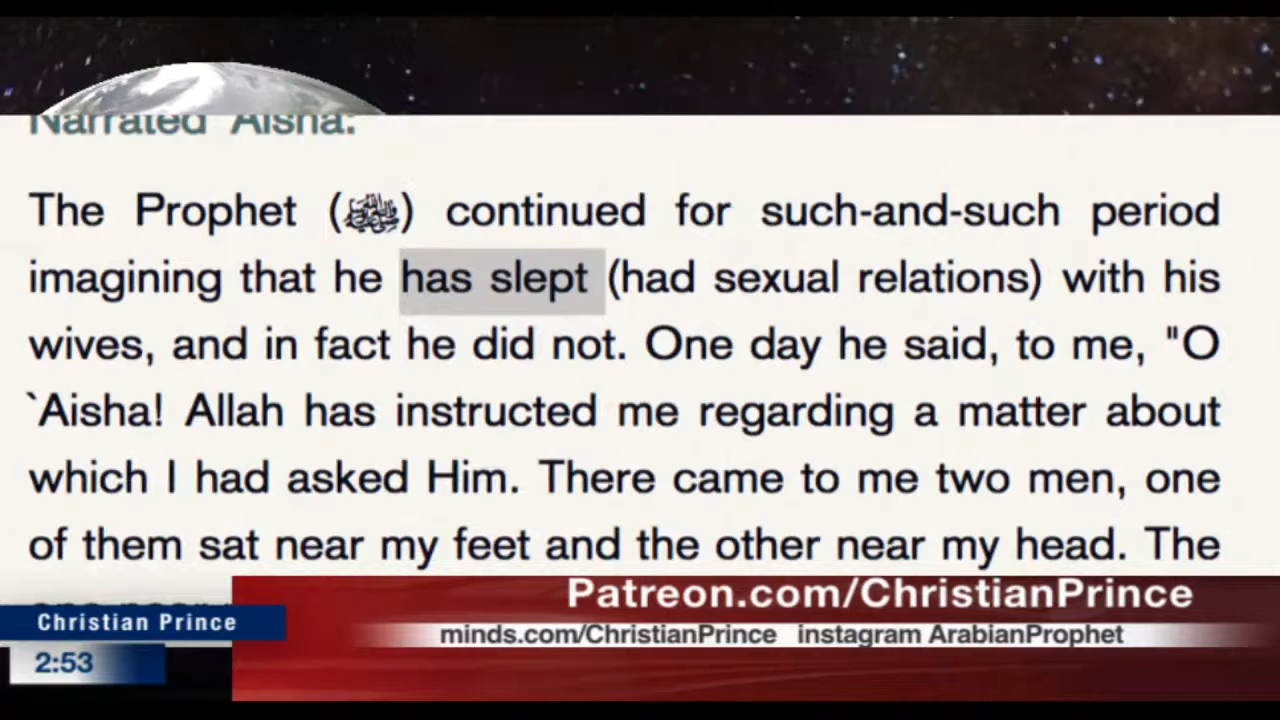 Narrated `Aisha:
The Prophet (ﷺ) continued for such-and-such period
imagining that he has slept (had sexual relations) with his
wives, and in fact he did not. One day he said, to me, "O
`Aisha! Allah has instructed me regarding a matter about
which I had asked Him. There came to me two men, one
of them sat near my feet and the other near my head. The
Patreon.com/ChristianPrince
Christian Prince
minds.com/ChristianPrince instagram ArabianProphet
2:53